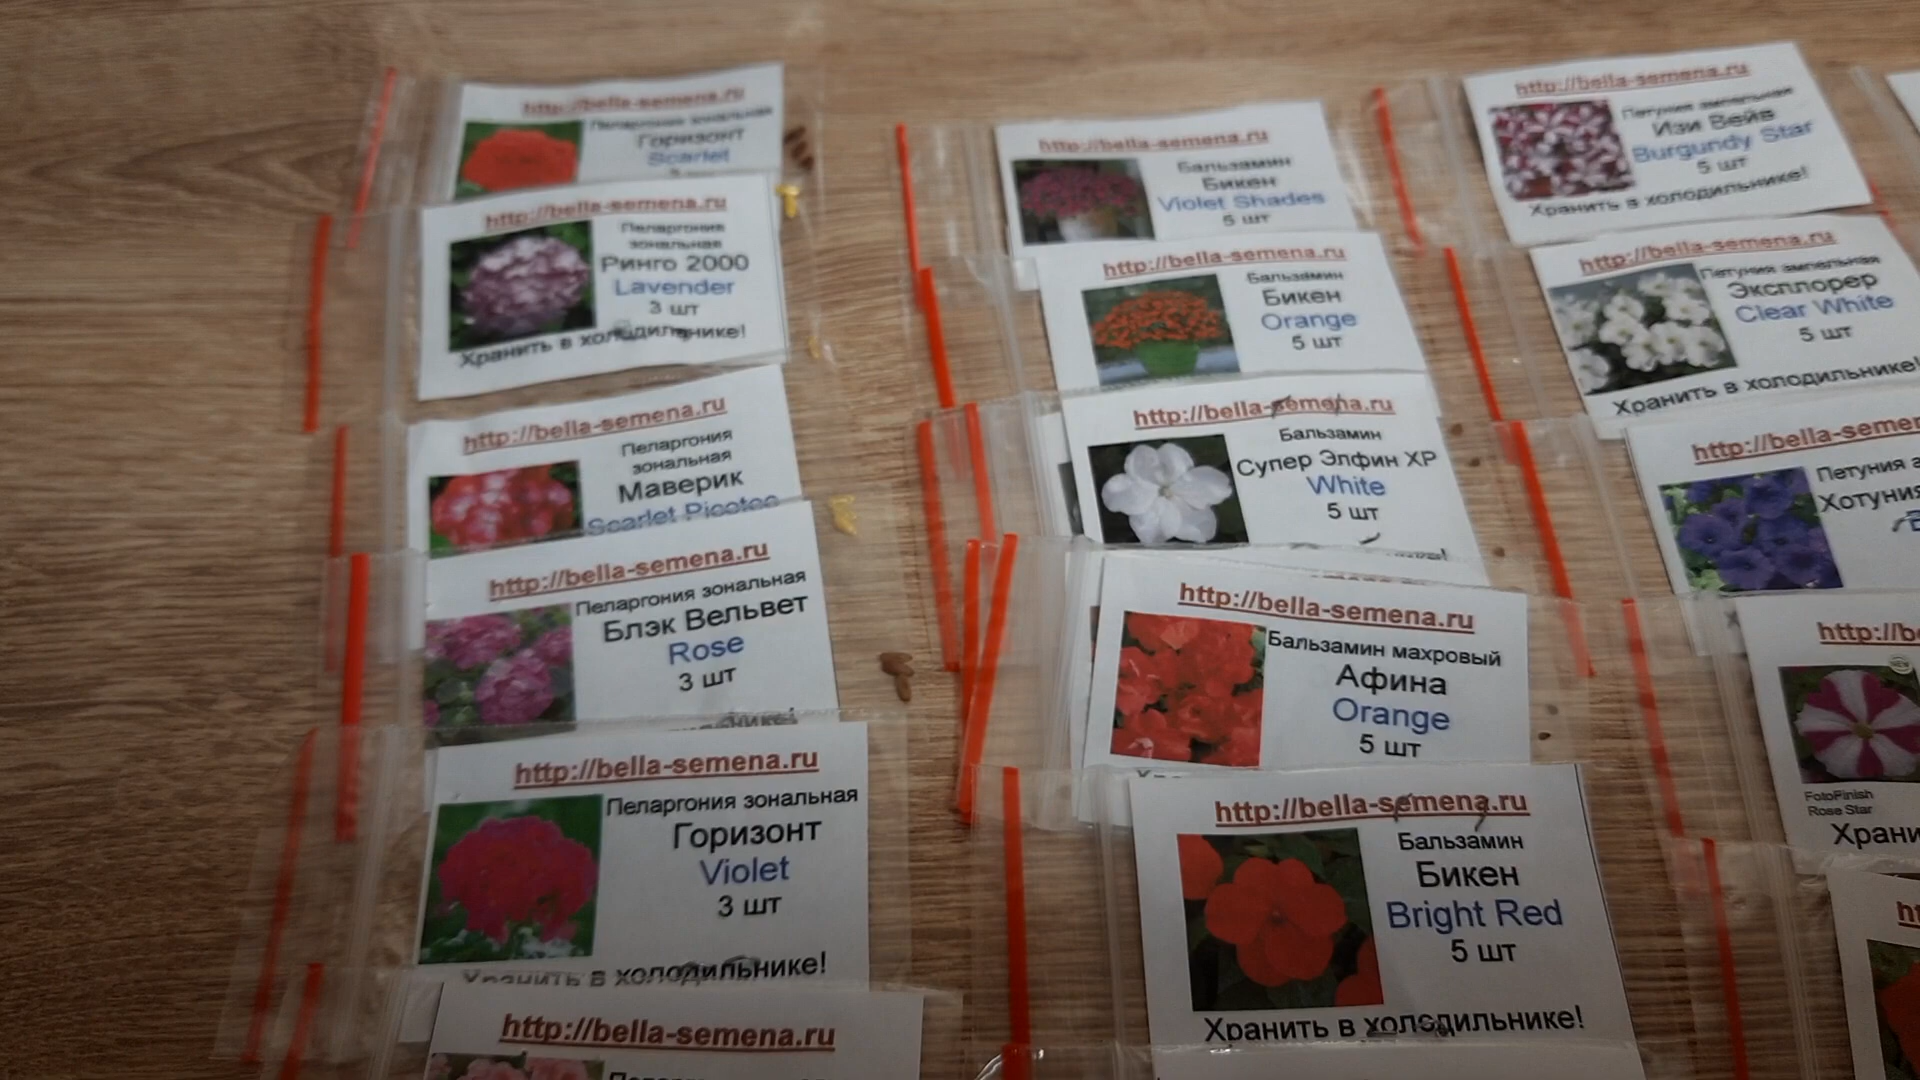 http://bella-semena.ru
Пеларгония зональная
Горизонт
Scarlet
http://bella-semena.ru
Пеларгония
зональная
Ринго 2000
Lavender
3 шт
Хранить в холодильнике!
http://bella-semena.ru
Пеларгония
зональная
Маверик
Scarlet Picotee
http://bella-semena.ru
Пеларгония зональная
Блэк Вельвет
Rose
3 шт
http://bella-semena.ru
Пеларгония зональная
Горизонт
Violet
3 шт
Хранить в холодильнике!
http://bella-semena.ru
http://bella-semena.ru
Бальзамин
Бикен
Violet Shades
5 шт
http://bella-semena.ru
Бальзамин
Бикен
Orange
5 шт
http://bella-semena.ru
Бальзамин
Супер Элфин XP
White
5 шт
http://bella-semena.ru
Бальзамин махровый
Афина
Orange
5 шт
http://bella-semena.ru
Бальзамин
Бикен
Bright Red
5 шт
Хранить в холодильнике!
http://bella-semena.ru
Петуния ампельная
Изи Вейв
Burgundy Star
5 шт
Хранить в холодильнике!
http://bella-semena.ru
Петуния ампельная
Эксплорер
Clear White
5 шт
Хранить в холодильнике!
http://bella-semen
Петуния а
Хотуния
http://b
NEW
FotoFinish
Rose Star
Храни